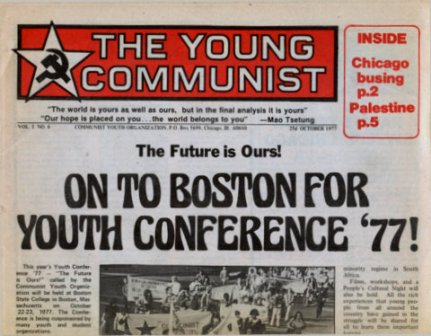 THE YOUNG
COMMUNIST
INSIDE
Chicago
busing
p.2
Palestine
p.5
"The world is yours as well as ours, but in the final analysis it is yours"
"Our hope is placed on you . . . the world belongs to you" —Mao Tsetung
VOL. 1 NO. 6 COMMUNIST YOUTH ORGANIZATION, P.O. Box 5699, Chicago, Ill. 60680 25¢ OCTOBER 1977
The Future is Ours!
ON TO BOSTON FOR
YOUTH CONFERENCE '77!
This year's Youth Confer-
ence 77 — "The Future
is Ours!" called by the
Communist Youth Organiz-
ation will be held at Boston
State College in Boston, Mas-
sachusetts on October
22-23, 1977. The Confer-
ence is being cosponsored by
many youth and student
organizations.
minority regime in South
Africa.
Films, workshops, and a
People's Cultural Night will
also be held. All the rich
experiences that young peo-
ple from all around the
country have gained in the
struggle will be shared for
all to learn these important